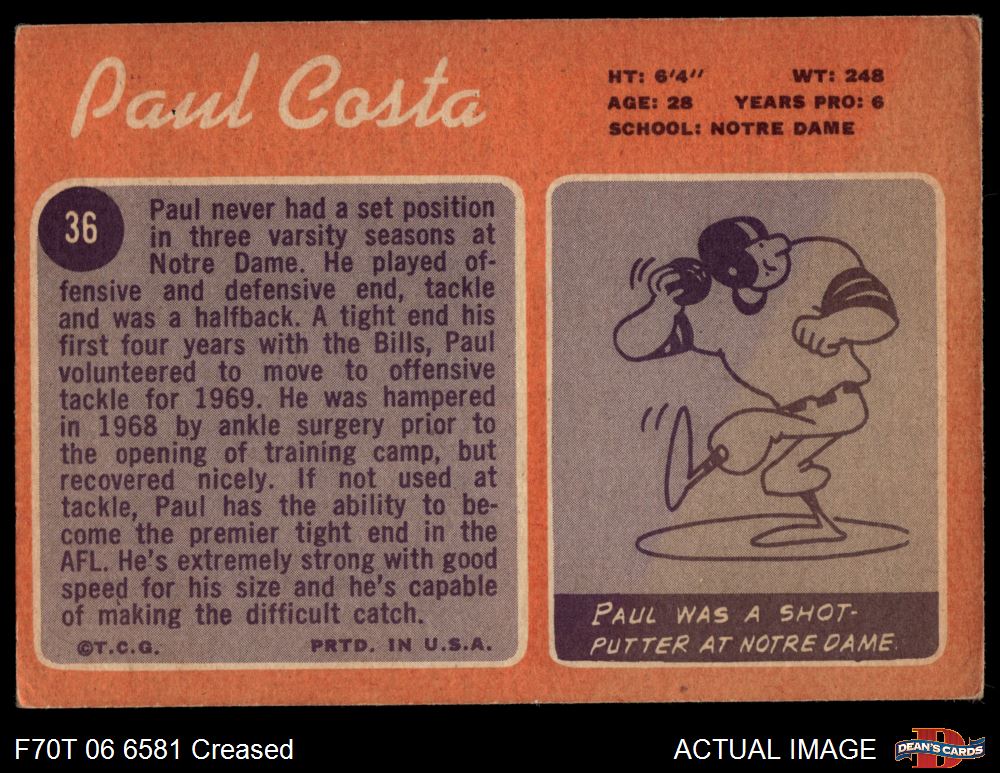 Paul Costa
HT: 6'4" WT: 248
AGE: 28 YEARS PRO: 6
SCHOOL: NOTRE DAME
36
Paul never had a set position
in three varsity seasons at
Notre Dame. He played of-
fensive and defensive end, tackle
and was a halfback. A tight end his
first four years with the Bills, Paul
volunteered to move to offensive
tackle for 1969. He was hampered
in 1968 by ankle surgery prior to
the opening of training camp, but
recovered nicely. If not used at
tackle, Paul has the ability to be-
come the premier tight end in the
AFL. He's extremely strong with good
speed for his size and he's capable
of making the difficult catch.
©T.C.G. PRTD. IN U.S.A.
PAUL WAS A SHOT-
PUTTER AT NOTRE DAME.
F70T 06 6581 Creased
ACTUAL IMAGE
D
DEAN'S CARDS